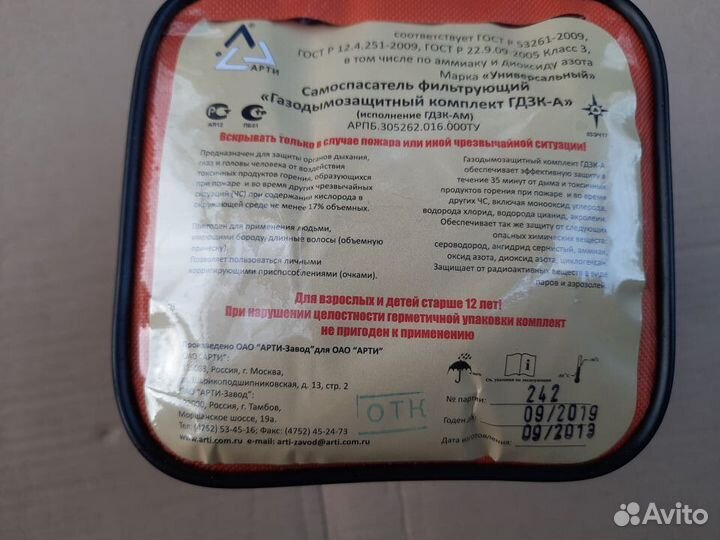 АРТИ
соответствует ГОСТ Р 53261-2009,
ГОСТ Р 12.4.251-2009, ГОСТ Р 22.9.09-2005 Класс 3,
в том числе по аммиаку и диоксиду азота
Марка «Универсальный»
Самоспасатель фильтрующий
«Газодымозащитный комплект ГДЗК-А»
(исполнение ГДЗК-АМ)
АРПБ.305262.016.000ТУ
АЯ12
ПБ01
Вскрывать только в случае пожара или иной чрезвычайной ситуации!
Предназначен для защиты органов дыхания,
глаз и головы человека от воздействия
токсичных продуктов горения, образующихся
при пожаре и во время других чрезвычайных
ситуаций (ЧС) при содержании кислорода в
окружающей среде не менее 17% объемных.
Пригоден для применения людьми,
имеющими бороду, длинные волосы (объемную
прическу).
Позволяет пользоваться личными
корригирующими приспособлениями (очками).
Газодымозащитный комплект ГДЗК-А
обеспечивает эффективную защиту в
течение 35 минут от дыма и токсичных
продуктов горения при пожаре и во время
других ЧС, включая монооксид углерода,
водорода хлорид, водорода цианид, акролеин
Обеспечивает так же защиту от следующих
опасных химических веществ:
сероводород, ангидрид сернистый, аммиак,
оксид азота, диоксид азота, циклогексан.
Защищает от радиоактивных веществ в виде
паров и аэрозолей.
Для взрослых и детей старше 12 лет!
При нарушении целостности герметичной упаковки комплект
не пригоден к применению
Произведено ОАО "АРТИ-Завод" для ОАО "АРТИ"
ОАО "АРТИ":
Россия, г. Москва,
Шарикоподшипниковская, д. 13, стр. 2
ОАО "АРТИ-Завод":
Россия, г. Тамбов,
Моршанское шоссе, 19а.
Тел: (4752) 53-45-16; Факс: (4752) 45-24-73
www.arti.com.ru e-mail: arti-zavod@arti.com.ru
ОТК
См. указания по эксплуатации
№ партии: 242
Годен до: 09/2019
Дата изготовления: 09/2013
Avito